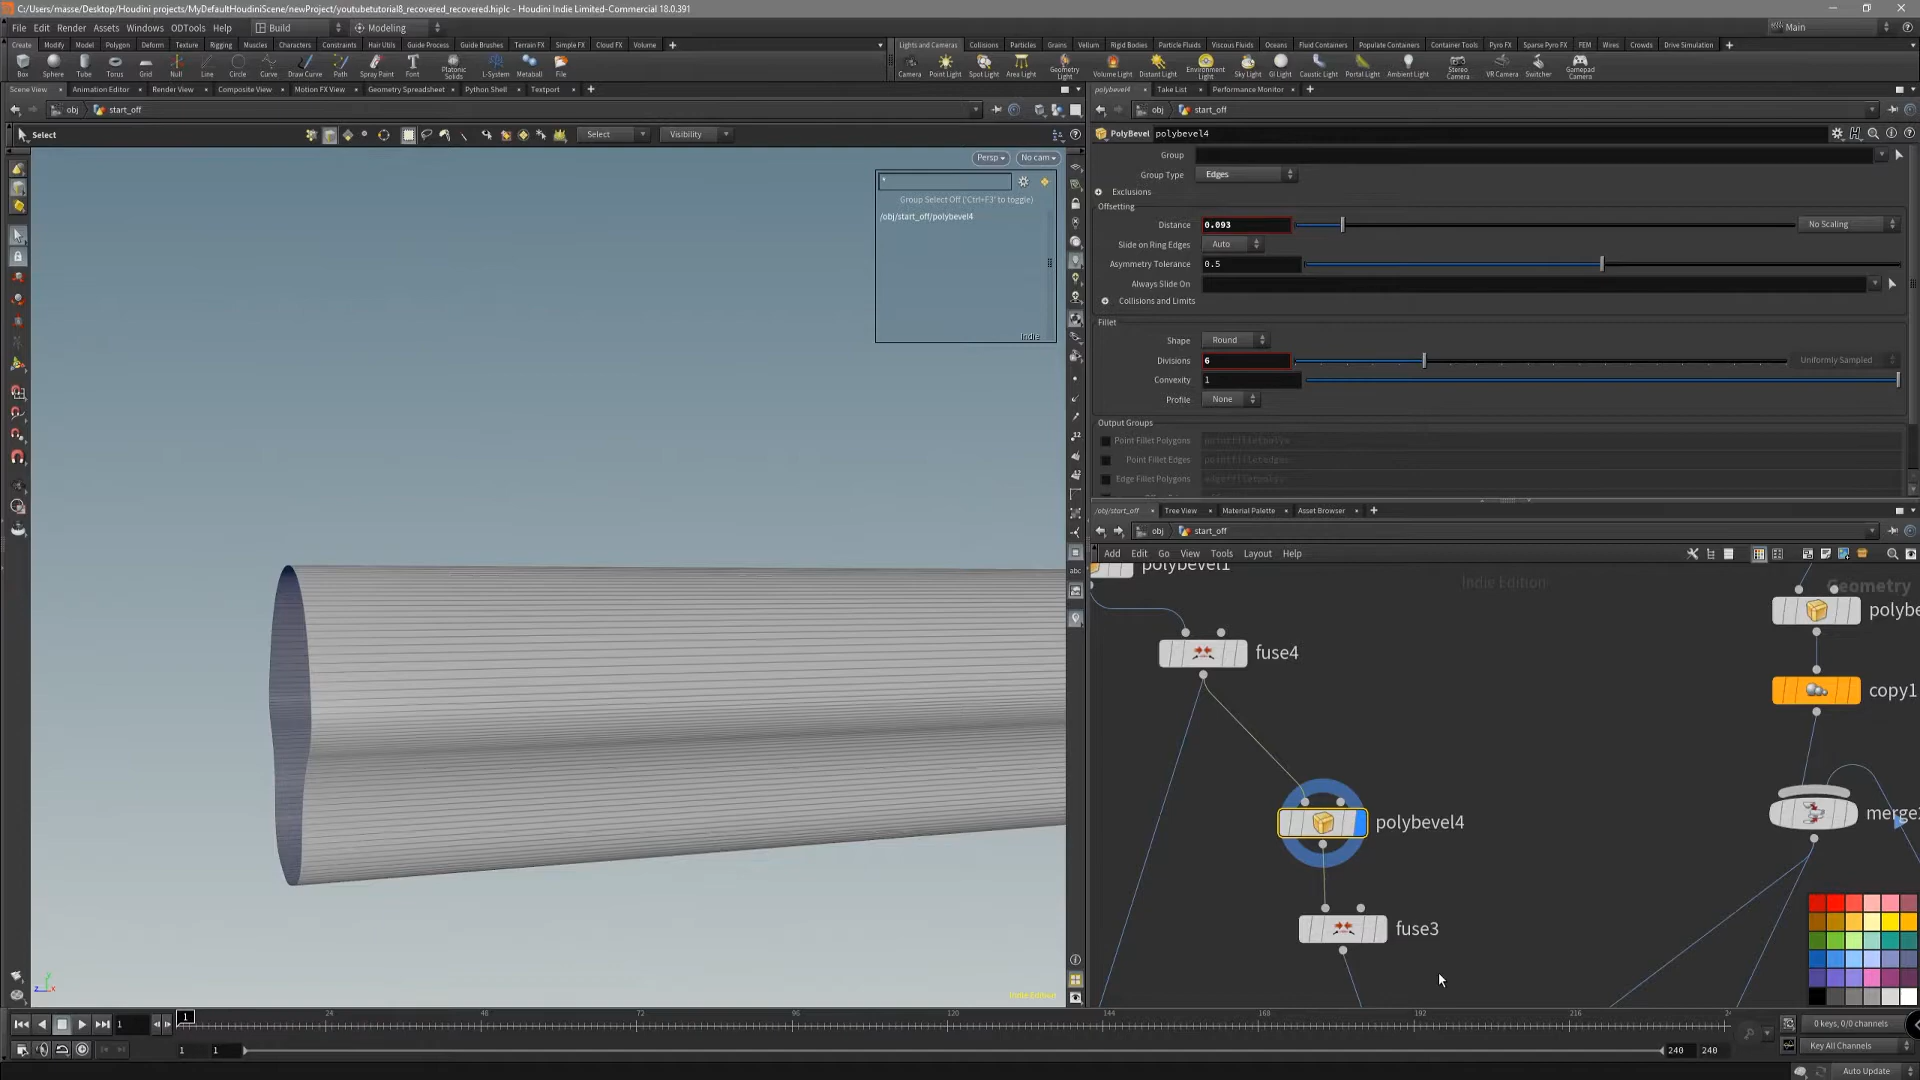 C:/Users/masse/Desktop/Houdini projects/MyDefaultHoudiniScene/newProject/youtubetutorial8_recovered_recovered.hiplc - Houdini Indie Limited-Commercial 18.0.391
File Edit Render Assets Windows ODTools Help Build Modeling Main
Create Modify Model Polygon Deform Texture Rigging Muscles Characters Constraints Hair Utils Guide Process Guide Brushes Terrain FX Simple FX Cloud FX Volume
Lights and Cameras Collisions Particles Grains Vellum Rigid Bodies Particle Fluids Viscous Fluids Oceans Fluid Containers Populate Containers Container Tools Pyro FX Sparse Pyro FX FEM Wires Crowds Drive Simulation
Box Sphere Tube Torus Grid Null Line Circle Curve Draw Curve Path Spray Paint Font Platonic Solids L-System Metaball File
Camera Point Light Spot Light Area Light Geometry Light Volume Light Distant Light Environment Light Sky Light GI Light Caustic Light Portal Light Ambient Light Stereo Camera VR Camera Switcher Gamepad Camera
Scene View Animation Editor Render View Composite View Motion FX View Geometry Spreadsheet Python Shell Textport
polybevel4 Take List Performance Monitor
obj start_off
obj start_off
Select Select Visibility
PolyBevel polybevel4
Persp No cam
*
Group Select Off ('Ctrl+F3' to toggle)
/obj/start_off/polybevel4
Indie
Group
Group Type Edges
Exclusions
Offsetting
Distance 0.093 No Scaling
Slide on Ring Edges Auto
Asymmetry Tolerance 0.5
Always Slide On
Collisions and Limits
Fillet
Shape Round
Divisions 6 Uniformly Sampled
Convexity 1
Profile None
Output Groups
Point Fillet Polygons pointfilletpolys
Point Fillet Edges pointfilletedges
Edge Fillet Polygons edgefilletpolys
/obj/start_off Tree View Material Palette Asset Browser
obj start_off
Add Edit Go View Tools Layout Help
polybevel1
Indie Edition
Geometry
polybe
fuse4
copy1
polybevel4
merge
fuse3
abc
Indie Edition
1 1 24 48 72 96 120 144 168 192 216
0 keys, 0/0 channels
1 1 240 240 Key All Channels
Auto Update